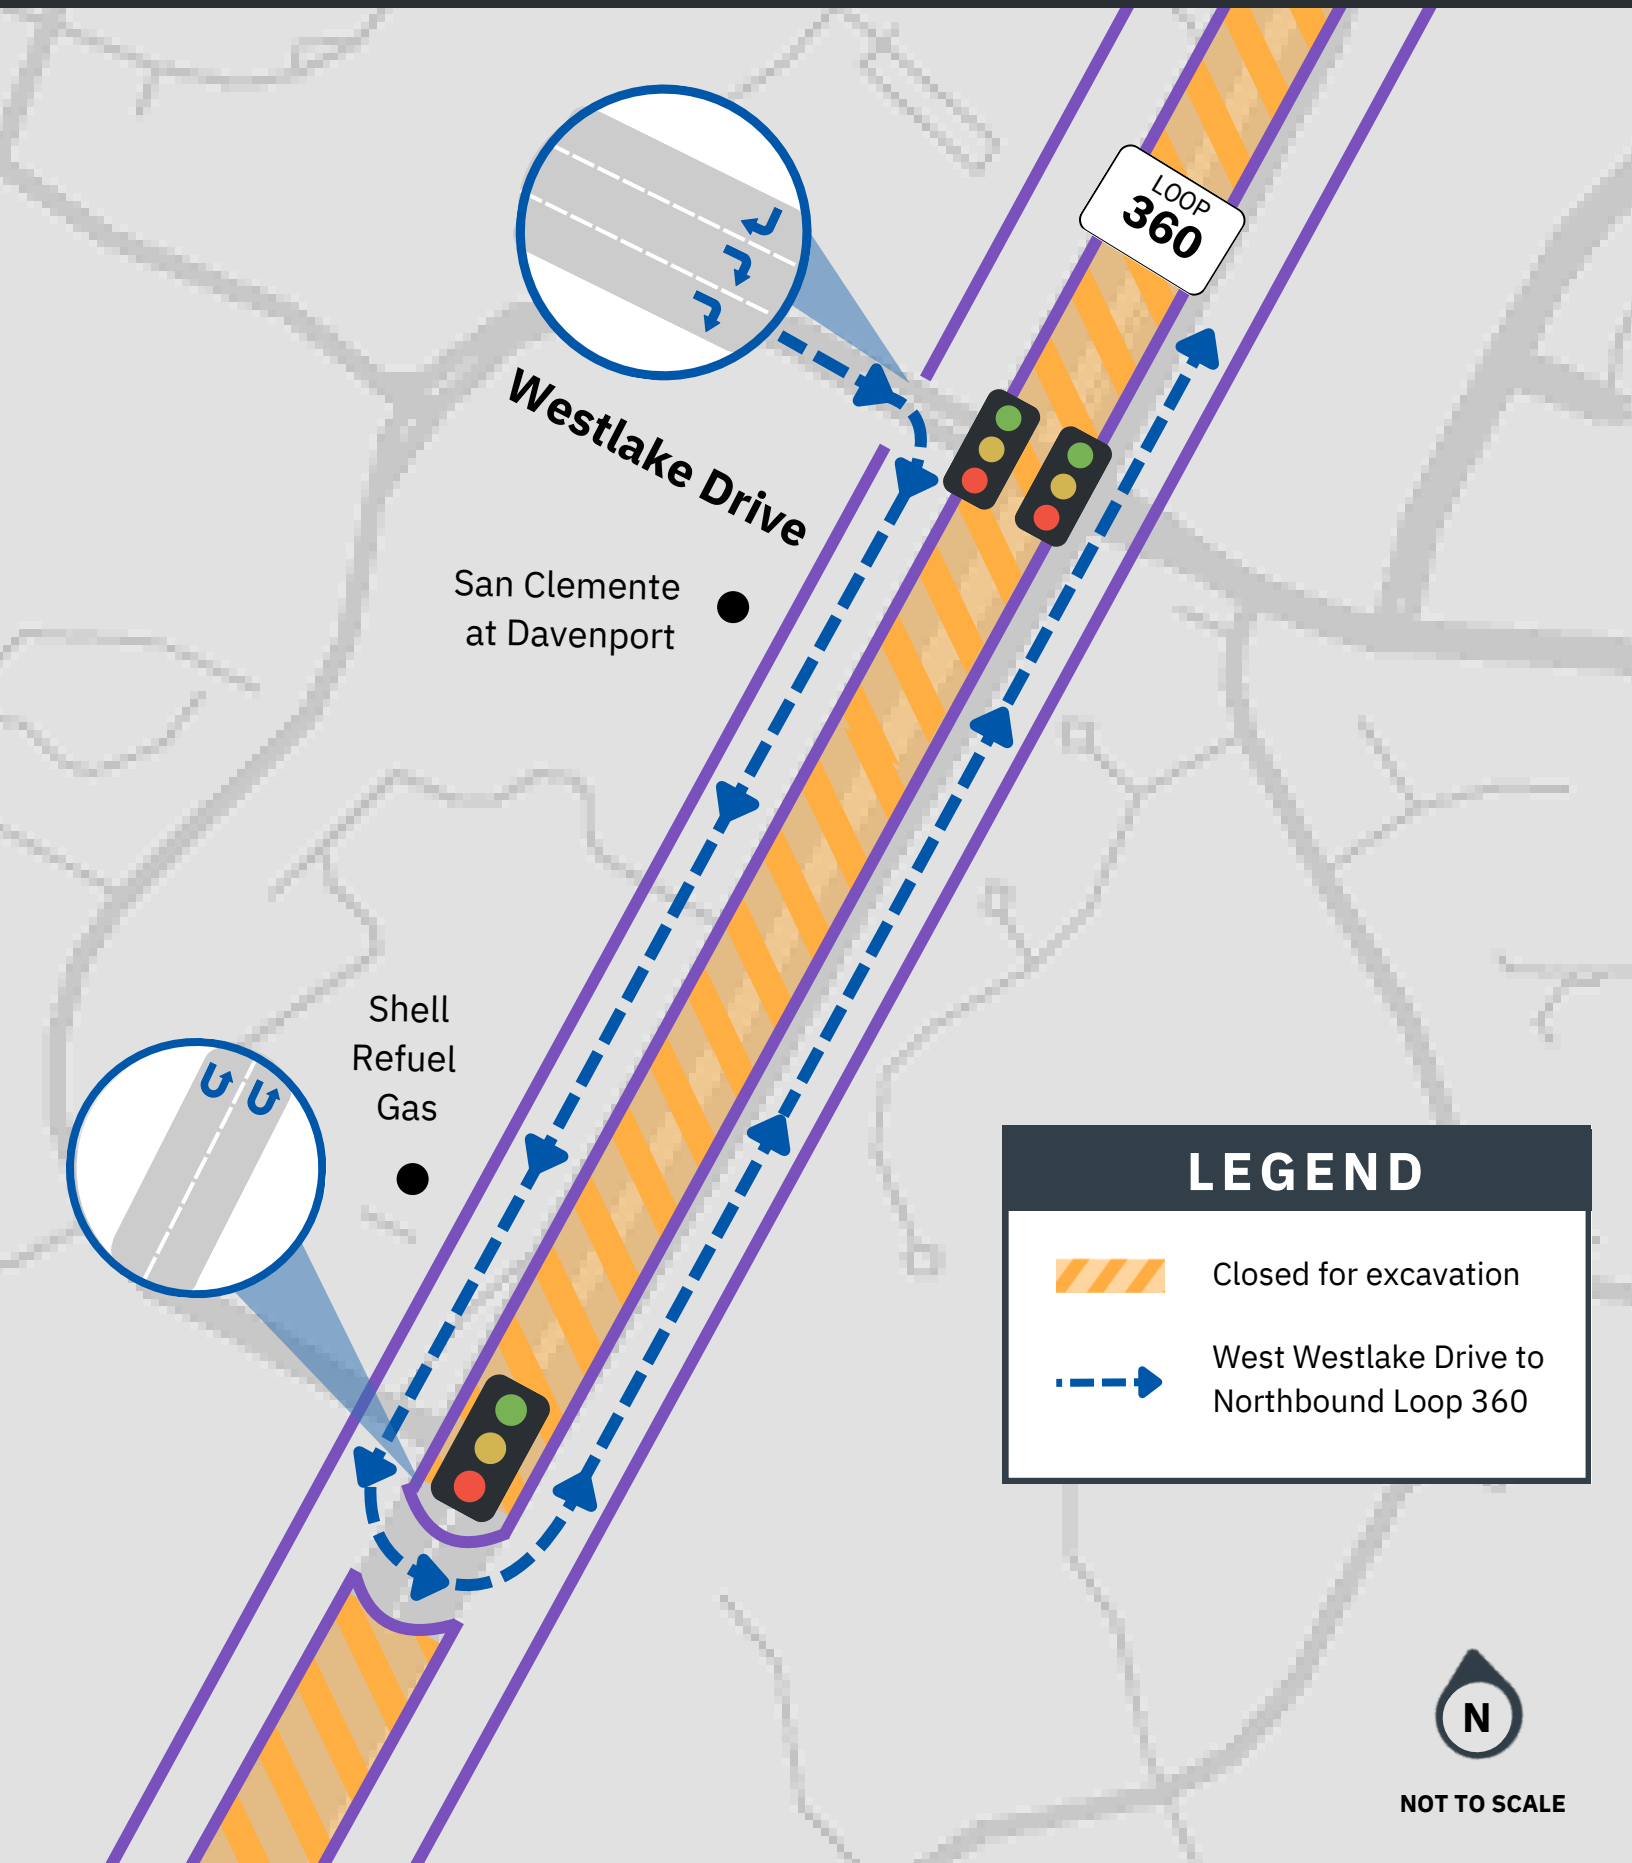 LOOP
360
Westlake Drive
San Clemente
at Davenport
Shell
Refuel
Gas
LEGEND
Closed for excavation
West Westlake Drive to
Northbound Loop 360
N
NOT TO SCALE